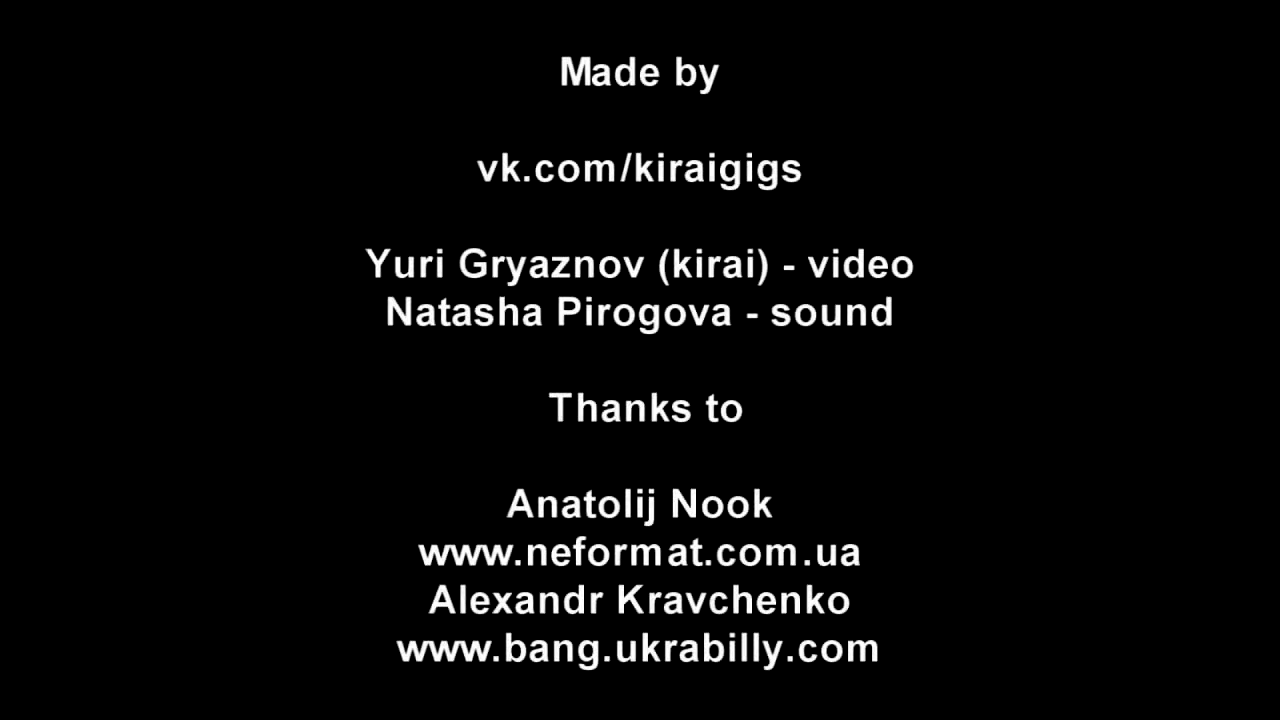 Made by
vk.com/kiraigigs
Yuri Gryaznov (kirai) - video
Natasha Pirogova - sound
Thanks to
Anatolij Nook
www.neformat.com.ua
Alexandr Kravchenko
www.bang.ukrabilly.com